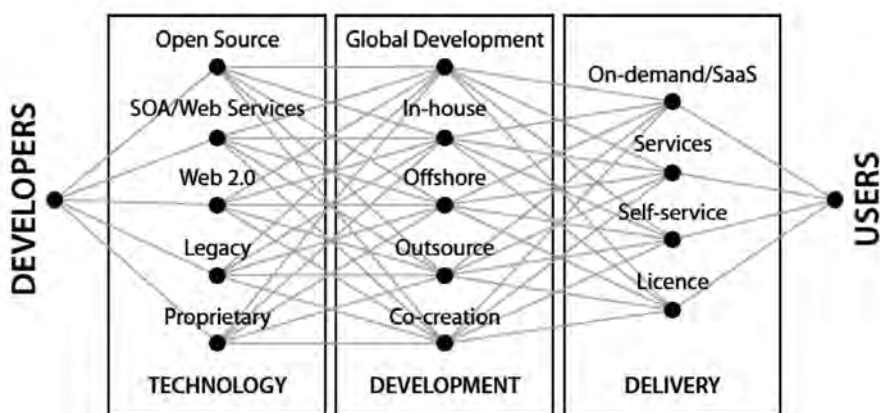 DEVELOPERS
Open Source
SOA/Web Services
Web 2.0
Legacy
Proprietary
TECHNOLOGY
Global Development
In-house
Offshore
Outsource
Co-creation
DEVELOPMENT
On-demand/SaaS
Services
Self-service
Licence
DELIVERY
USERS